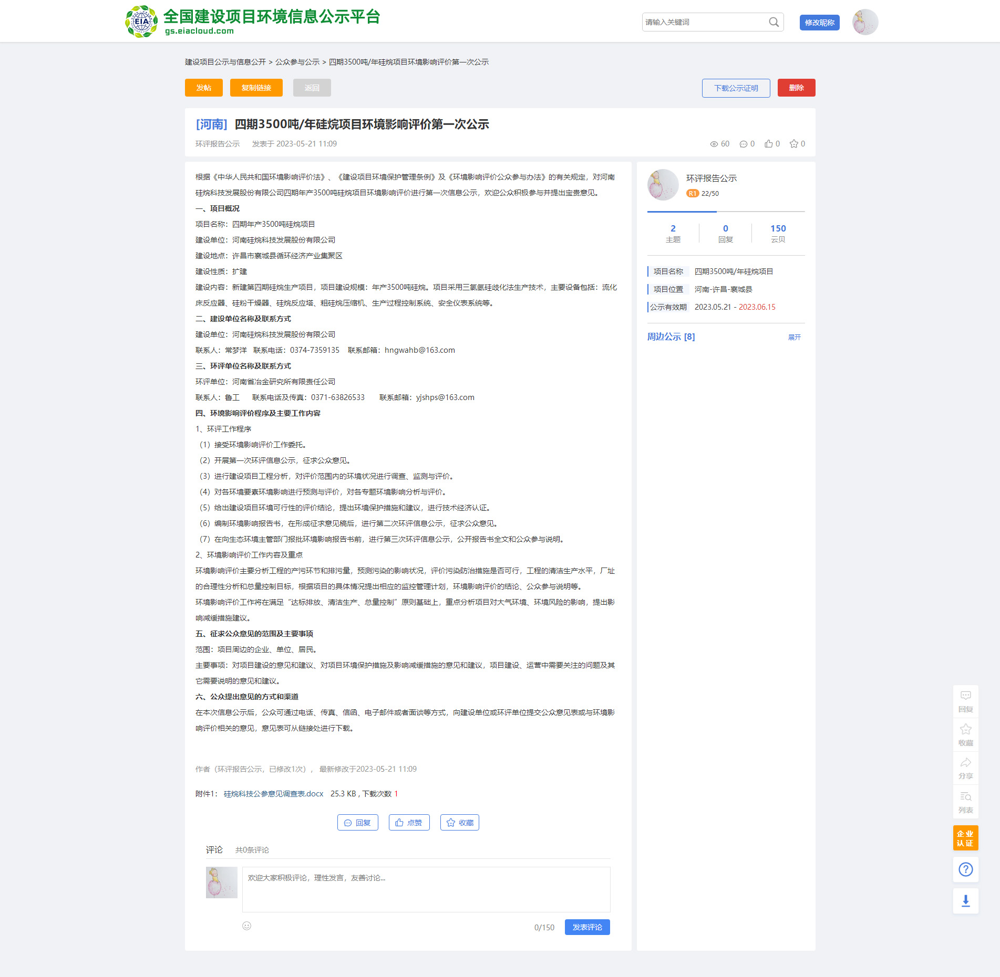 EIA
全国建设项目环境信息公示平台
gs.eiacloud.com
请输入关键词
修改昵称
建设项目公示与信息公开 > 公众参与公示 > 四期3500吨/年硅烷项目环境影响评价第一次公示
发帖
复制链接
返回
下载公示证明
删除
[河南] 四期3500吨/年硅烷项目环境影响评价第一次公示
环评报告公示 发表于 2023-05-21 11:09
60 0 0 0
根据《中华人民共和国环境影响评价法》、《建设项目环境保护管理条例》及《环境影响评价公众参与办法》的有关规定，对河南
硅烷科技发展股份有限公司四期年产3500吨硅烷项目环境影响评价进行第一次信息公示，欢迎公众积极参与并提出宝贵意见。
一、项目概况
项目名称：四期年产3500吨硅烷项目
建设单位：河南硅烷科技发展股份有限公司
建设地点：许昌市襄城县循环经济产业集聚区
建设性质：扩建
建设内容：新建第四期硅烷生产项目，项目建设规模：年产3500吨硅烷。项目采用三氯氢硅歧化法生产技术，主要设备包括：流化
床反应器、硅粉干燥器、硅烷反应塔、粗硅烷压缩机、生产过程控制系统、安全仪表系统等。
二、建设单位名称及联系方式
建设单位：河南硅烷科技发展股份有限公司
联系人：常梦洋 联系电话：0374-7359135 联系邮箱：hngwahb@163.com
三、环评单位名称及联系方式
环评单位：河南省冶金研究所有限责任公司
联系人：鲁工 联系电话及传真：0371-63826533 联系邮箱：yjshps@163.com
四、环境影响评价程序及主要工作内容
1、环评工作程序
（1）接受环境影响评价工作委托。
（2）开展第一次环评信息公示，征求公众意见。
（3）进行建设项目工程分析，对评价范围内的环境状况进行调查、监测与评价。
（4）对各环境要素环境影响进行预测与评价，对各专题环境影响分析与评价。
（5）给出建设项目环境可行性的评价结论，提出环境保护措施和建议，进行技术经济认证。
（6）编制环境影响报告书，在形成征求意见稿后，进行第二次环评信息公示，征求公众意见。
（7）在向生态环境主管部门报批环境影响报告书前，进行第三次环评信息公示，公开报告书全文和公众参与说明。
2、环境影响评价工作内容及重点
环境影响评价主要分析工程的产污环节和排污量，预测污染的影响状况，评价污染防治措施是否可行，工程的清洁生产水平，厂址
的合理性分析和总量控制目标，根据项目的具体情况提出相应的监控管理计划，环境影响评价的结论、公众参与说明等。
环境影响评价工作将在满足“达标排放、清洁生产、总量控制”原则基础上，重点分析项目对大气环境、环境风险的影响，提出影
响减缓措施建议。
五、征求公众意见的范围及主要事项
范围：项目周边的企业、单位、居民。
主要事项：对项目建设的意见和建议、对项目环境保护措施及影响减缓措施的意见和建议，项目建设、运营中需要关注的问题及其
它需要说明的意见和建议。
六、公众提出意见的方式和渠道
在本次信息公示后，公众可通过电话、传真、信函、电子邮件或者面谈等方式，向建设单位或环评单位提交公众意见表或与环境影
响评价相关的意见，意见表可从链接处进行下载。
作者（环评报告公示，已修改1次）， 最新修改于2023-05-21 11:09
附件1： 硅烷科技公参意见调查表.docx 25.3 KB , 下载次数 1
回复
点赞
收藏
评论 共0条评论
欢迎大家积极评论，理性发言，友善讨论...
0/150
发表评论
环评报告公示
R1 22/50
2
主题
0
回复
150
云贝
项目名称 四期3500吨/年硅烷项目
项目位置 河南-许昌-襄城县
公示有效期 2023.05.21 - 2023.06.15
周边公示 [8]
展开
回复
收藏
分享
列表
企业
认证